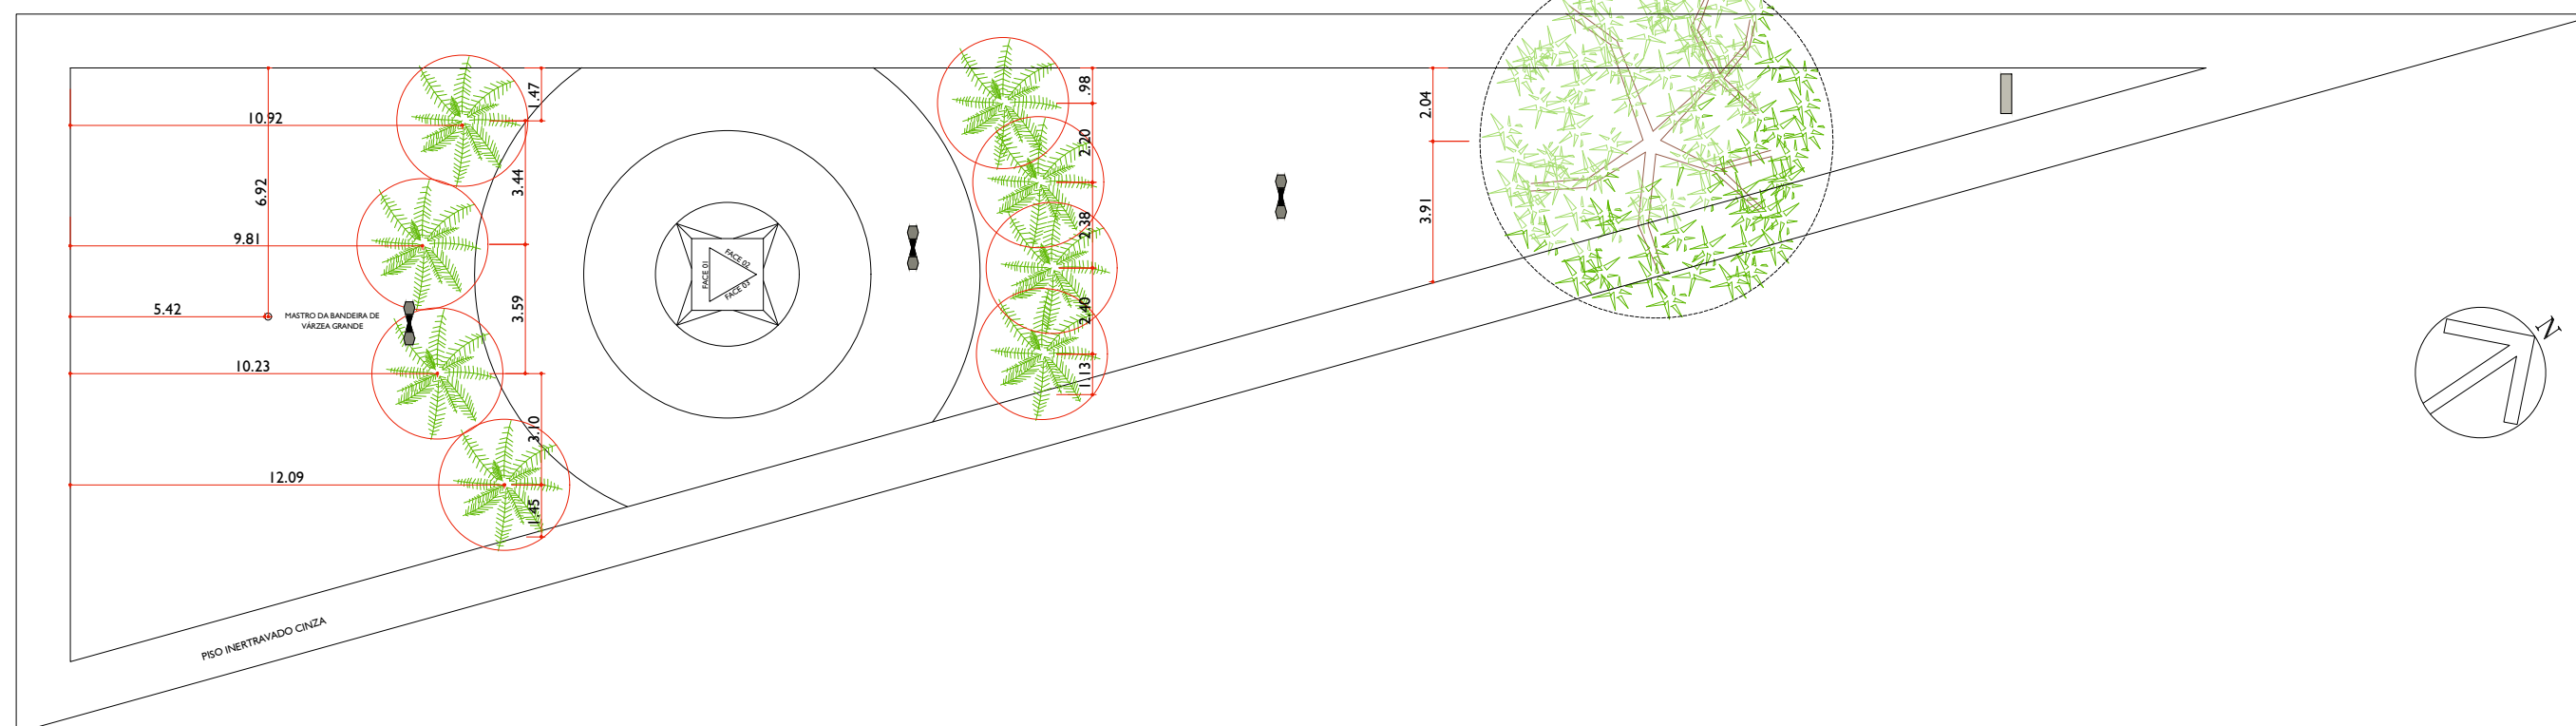 10.92
1.47
6.92
3.44
9.81
3.59
5.42
MASTRO DA BANDEIRA DE
VÁRZEA GRANDE
10.23
3.10
12.09
1.45
FACE 01
FACE 02
FACE 03
.98
2.20
2.38
2.40
1.13
2.04
3.91
N
PISO INERTRAVADO CINZA